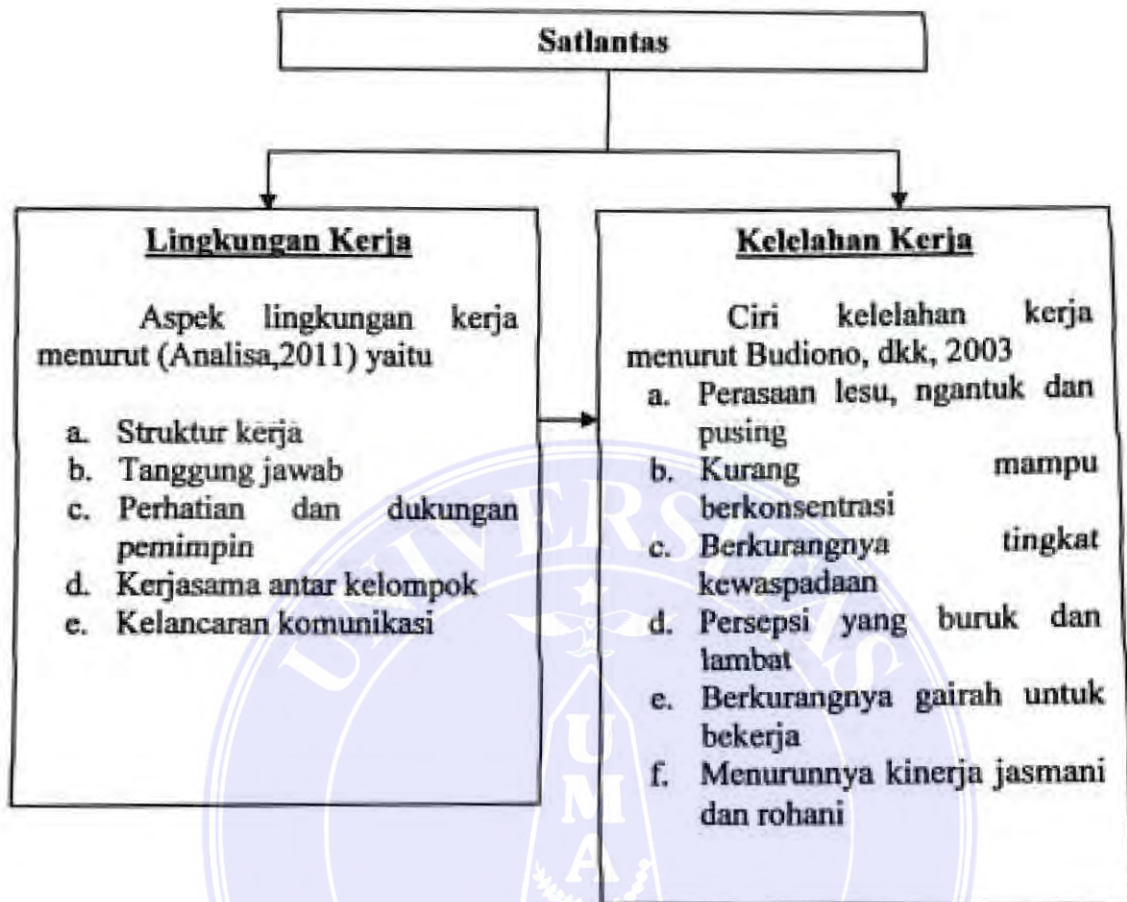 Satlantas
Lingkungan Kerja
Aspek lingkungan kerja
menurut (Analisa,2011) yaitu
a. Struktur kerja
b. Tanggung jawab
c. Perhatian dan dukungan
pemimpin
d. Kerjasama antar kelompok
e. Kelancaran komunikasi
Kelelahan Kerja
Ciri kelelahan kerja
menurut Budiono, dkk, 2003
a. Perasaan lesu, ngantuk dan
pusing
b. Kurang mampu
berkonsentrasi
c. Berkurangnya tingkat
kewaspadaan
d. Persepsi yang buruk dan
lambat
e. Berkurangnya gairah untuk
bekerja
f. Menurunnya kinerja jasmani
dan rohani
UNIVERSITAS
UMA